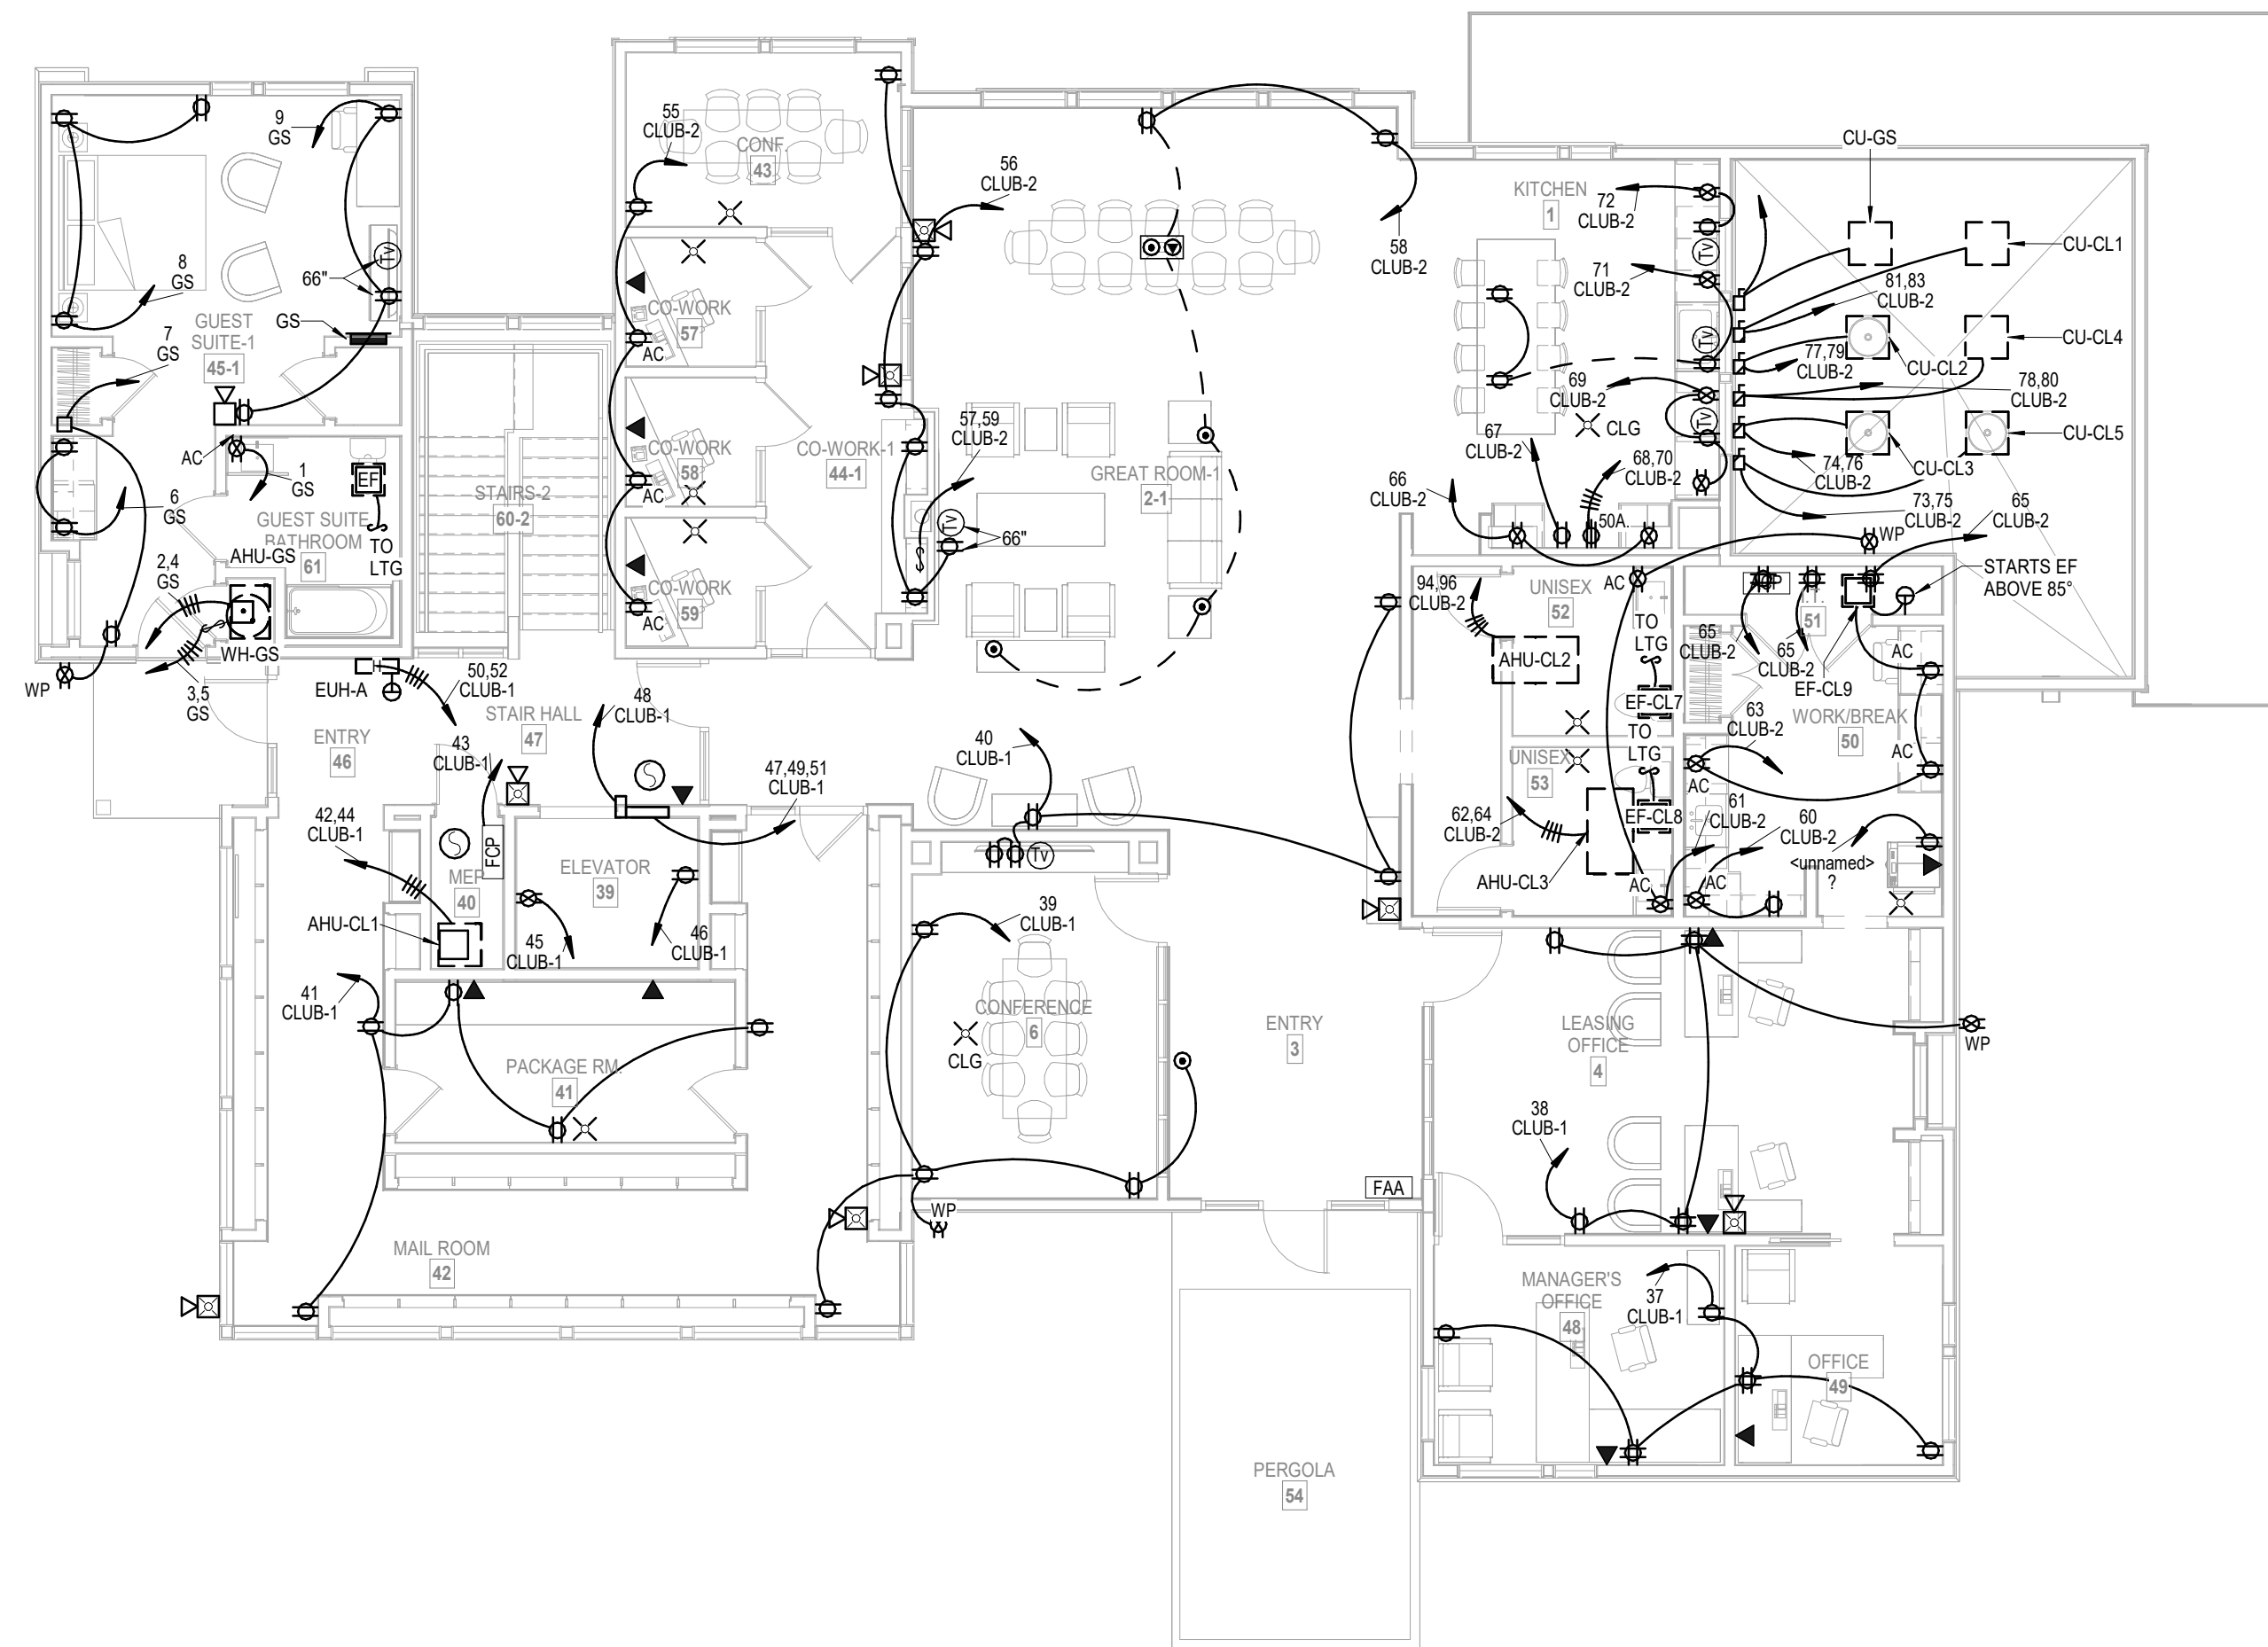 CU-GS
9
GS
55
CLUB-2
CONF.
43
56
CLUB-2
KITCHEN
1
72
CLUB-2
58
CLUB-2
CU-CL1
71
CLUB-2
Tv
81,83
CLUB-2
8
GS
66"
Tv
GS
GUEST
SUITE-1
45-1
7
GS
CO-WORK
57
AC
Tv
CU-CL4
77,79
CLUB-2
CU-CL2
78,80
CLUB-2
69
CLUB-2
CLG
Tv
CU-CL5
57,59
CLUB-2
67
CLUB-2
AC
1
GS
EF
6
GS
STAIRS-2
60-2
CO-WORK
58
AC
CO-WORK-1
44-1
GREAT ROOM-1
2-1
66
CLUB-2
68,70
CLUB-2
74,76
CLUB-2
CU-CL3
73,75
CLUB-2
65
CLUB-2
GUEST SUITE
BATHROOM
61
TO
LTG
AHU-GS
Tv
66"
50A.
WP
2,4
GS
CO-WORK
59
AC
94,96
CLUB-2
UNISEX
52
AC
STARTS EF
ABOVE 85°
WH-GS
AHU-CL2
TO
LTG
65
CLUB-2
65
CLUB-2
51
AC
EF-CL9
WP
3,5
GS
EUH-A
50,52
CLUB-1
48
CLUB-1
STAIR HALL
47
EF-CL7
63
CLUB-2
WORK/BREAK
50
ENTRY
46
43
CLUB-1
40
CLUB-1
TO
LTG
UNISEX
53
AC
AC
47,49,51
CLUB-1
42,44
CLUB-1
FCP
62,64
CLUB-2
EF-CL8
61
CLUB-2
60
CLUB-2
<unnamed>
?
MEP
40
ELEVATOR
39
Tv
AHU-CL3
AC
AC
AHU-CL1
45
CLUB-1
46
CLUB-1
39
CLUB-1
41
CLUB-1
CONFERENCE
6
CLG
ENTRY
3
LEASING
OFFICE
4
WP
PACKAGE RM.
41
38
CLUB-1
FAA
WP
MAIL ROOM
42
MANAGER'S
OFFICE
48
37
CLUB-1
OFFICE
49
PERGOLA
54